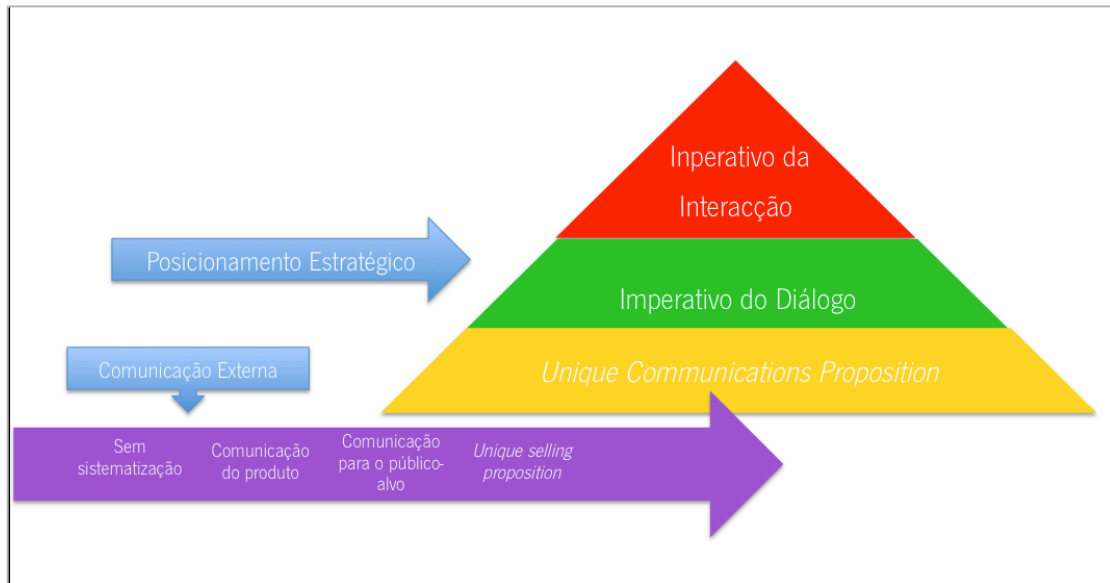 Inperativo da
Interacção
Posicionamento Estratégico
Imperativo do Diálogo
Comunicação Externa
Unique Communications Proposition
Sem
sistematização
Comunicação
do produto
Comunicação
para o público-
alvo
Unique selling
proposition